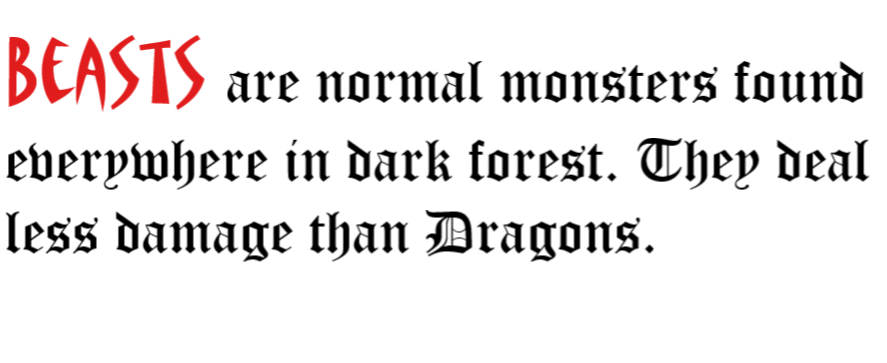 BEASTS are normal monsters found
everywhere in dark forest. They deal
less damage than Dragons.